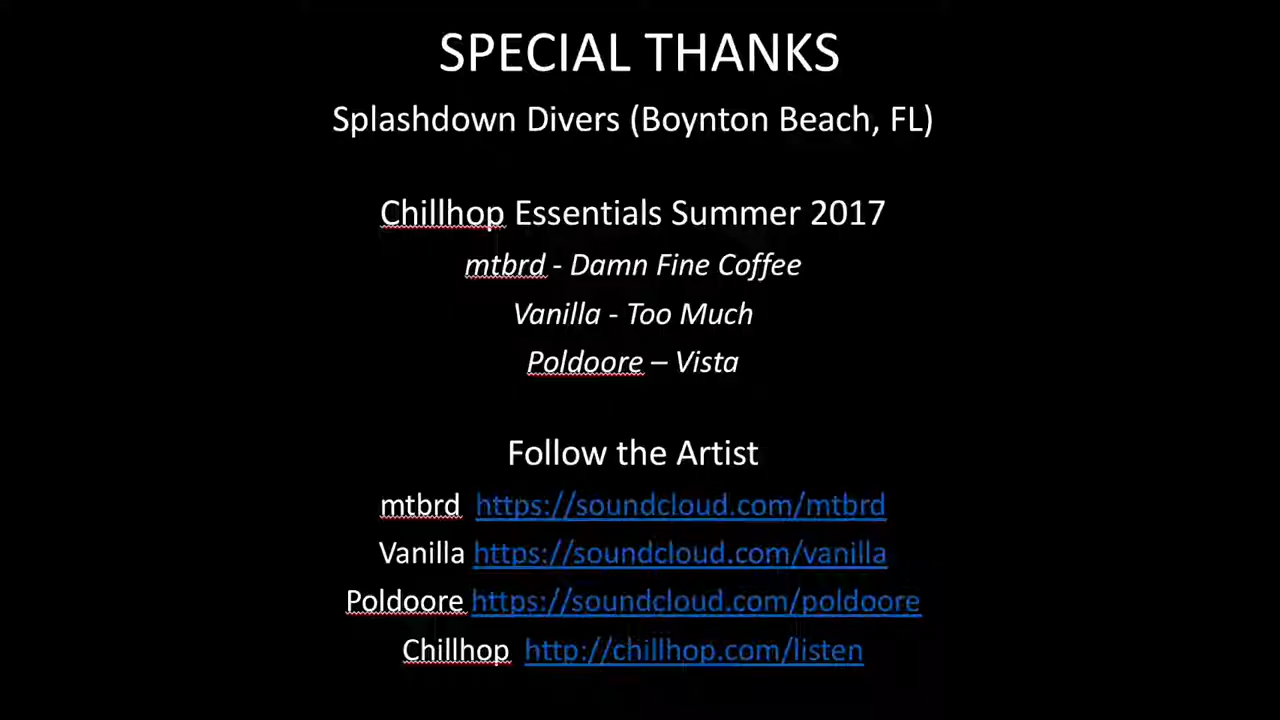 SPECIAL THANKS
Splashdown Divers (Boynton Beach, FL)
Chillhop Essentials Summer 2017
mtbrd - Damn Fine Coffee
Vanilla - Too Much
Poldoore – Vista
Follow the Artist
mtbrd https://soundcloud.com/mtbrd
Vanilla https://soundcloud.com/vanilla
Poldoore https://soundcloud.com/poldoore
Chillhop http://chillhop.com/listen